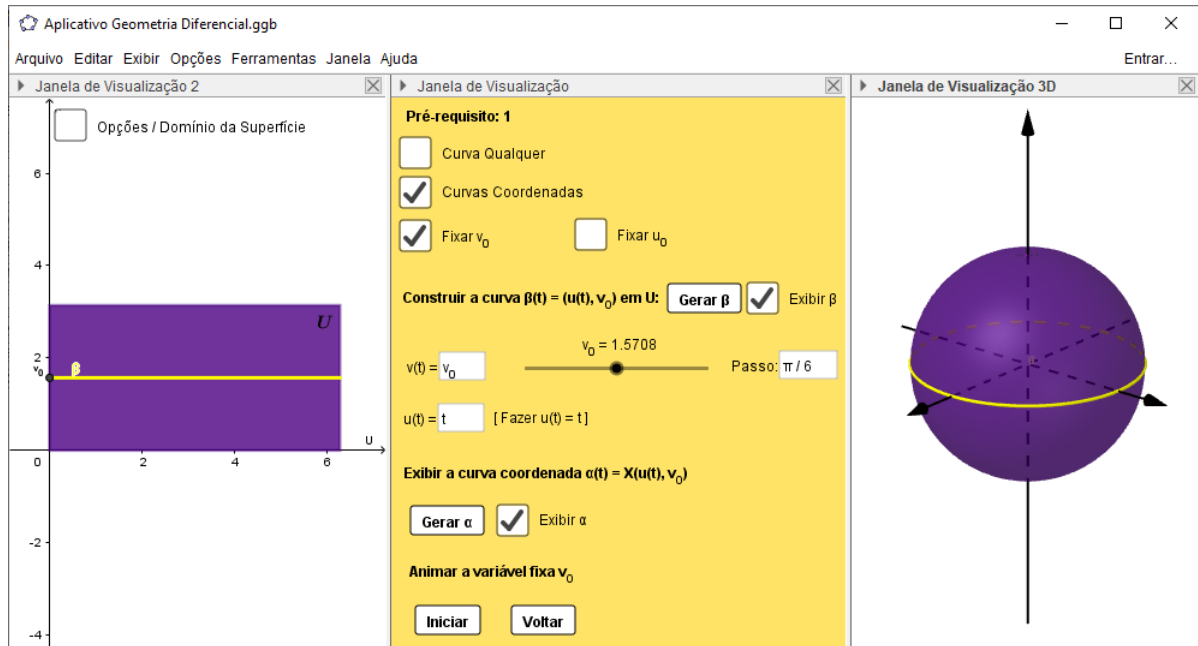 Aplicativo Geometria Diferencial.ggb
Arquivo Editar Exibir Opções Ferramentas Janela Ajuda
Entrar...
Janela de Visualização 2
Opções / Domínio da Superfície
6
4
2
v₀
β
U
U
0
2
4
6
-2
-4
Janela de Visualização
Pré-requisito: 1
Curva Qualquer
Curvas Coordenadas
Fixar v₀
Fixar u₀
Construir a curva β(t) = (u(t), v₀) em U: Gerar β Exibir β
v₀ = 1.5708
v(t) = v₀
Passo: π / 6
u(t) = t [ Fazer u(t) = t ]
Exibir a curva coordenada α(t) = X(u(t), v₀)
Gerar α Exibir α
Animar a variável fixa v₀
Iniciar Voltar
Janela de Visualização 3D